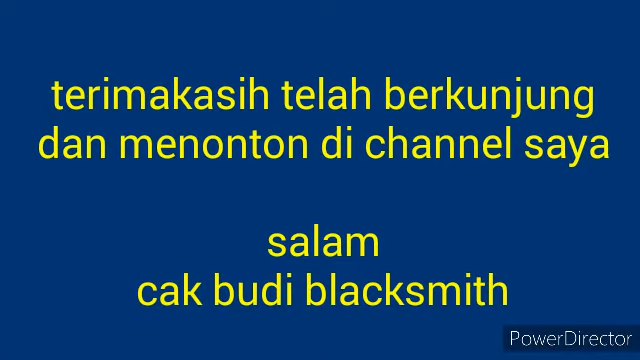 terimakasih telah berkunjung
dan menonton di channel saya
salam
cak budi blacksmith
PowerDirector